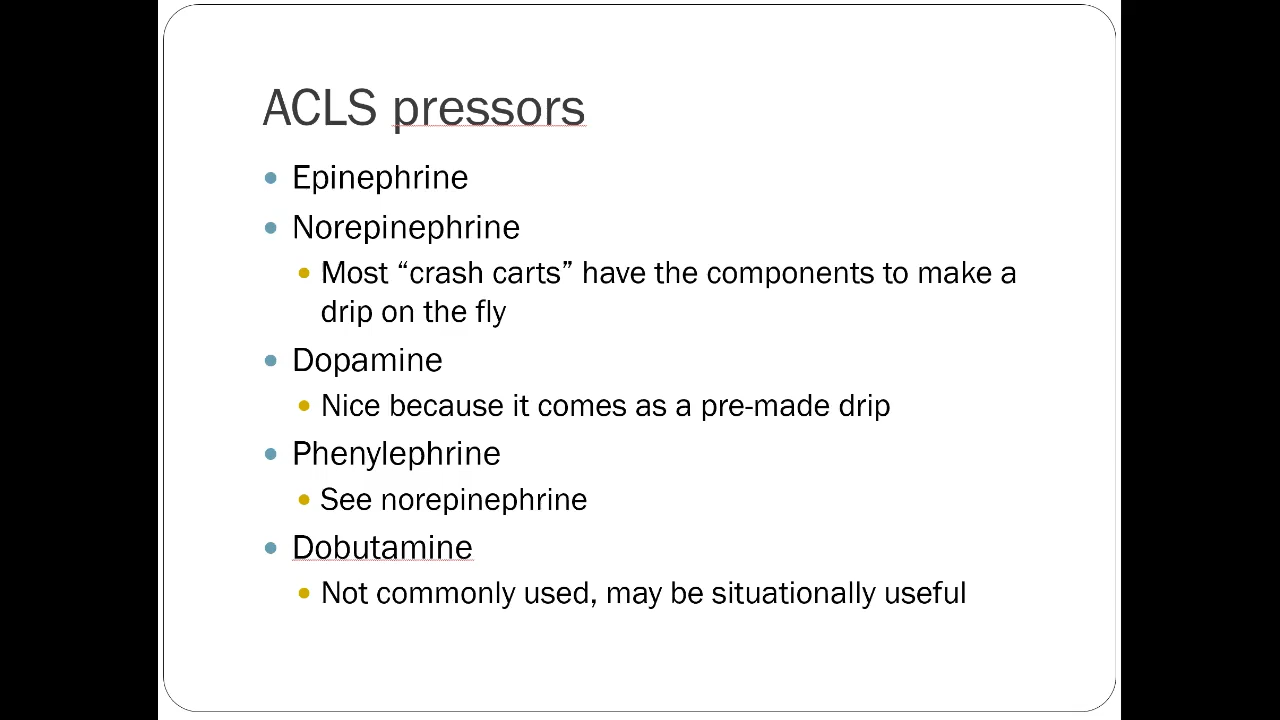 ACLS pressors
• Epinephrine
• Norepinephrine
• Most “crash carts” have the components to make a
drip on the fly
• Dopamine
• Nice because it comes as a pre-made drip
• Phenylephrine
• See norepinephrine
• Dobutamine
• Not commonly used, may be situationally useful